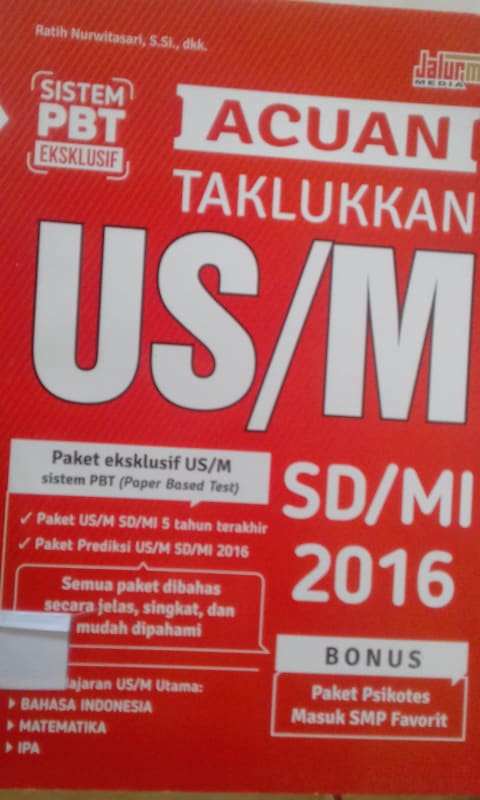 Ratih Nurwitasari, S.Si., dkk.
MEDIA
SISTEM
PBT
EKSKLUSIF
ACUAN
TAKLUKKAN
US/M
SD/MI
2016
Paket eksklusif US/M
sistem PBT (Paper Based Test)
✓ Paket US/M SD/MI 5 tahun terakhir
✓ Paket Prediksi US/M SD/MI 2016
Semua paket dibahas
secara jelas, singkat, dan
mudah dipahami
BONUS
Paket Psikotes
Masuk SMP Favorit
US/M Utama:
▸ BAHASA INDONESIA
▸ MATEMATIKA
▸ IPA